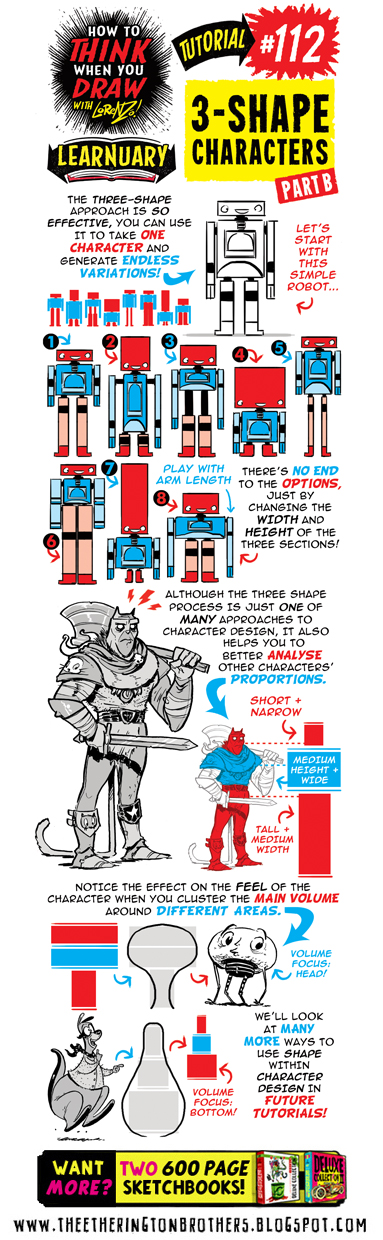 HOW TO
THINK
WHEN YOU
DRAW
WITH LORENZO!
LEARNUARY
TUTORIAL
#112
3-SHAPE
CHARACTERS
PART B
THE THREE-SHAPE
APPROACH IS SO
EFFECTIVE, YOU CAN USE
IT TO TAKE ONE
CHARACTER AND
GENERATE ENDLESS
VARIATIONS!
LET'S
START
WITH
THIS
SIMPLE
ROBOT...
1
2
3
4
5
6
7
8
PLAY WITH
ARM LENGTH
THERE'S NO END
TO THE OPTIONS,
JUST BY
CHANGING THE
WIDTH AND
HEIGHT OF THE
THREE SECTIONS!
ALTHOUGH THE THREE SHAPE
PROCESS IS JUST ONE OF
MANY APPROACHES TO
CHARACTER DESIGN, IT ALSO
HELPS YOU TO
BETTER ANALYSE
OTHER CHARACTERS'
PROPORTIONS.
SHORT +
NARROW
MEDIUM
HEIGHT +
WIDE
TALL +
MEDIUM
WIDTH
NOTICE THE EFFECT ON THE FEEL OF THE
CHARACTER WHEN YOU CLUSTER THE MAIN VOLUME
AROUND DIFFERENT AREAS.
VOLUME
FOCUS:
HEAD!
VOLUME
FOCUS:
BOTTOM!
WE'LL LOOK
AT MANY
MORE WAYS TO
USE SHAPE
WITHIN
CHARACTER
DESIGN IN
FUTURE
TUTORIALS!
WANT
MORE?
TWO 600 PAGE
SKETCHBOOKS!
DELUXE
COLLECTION
WWW.THEETHERINGTONBROTHERS.BLOGSPOT.COM